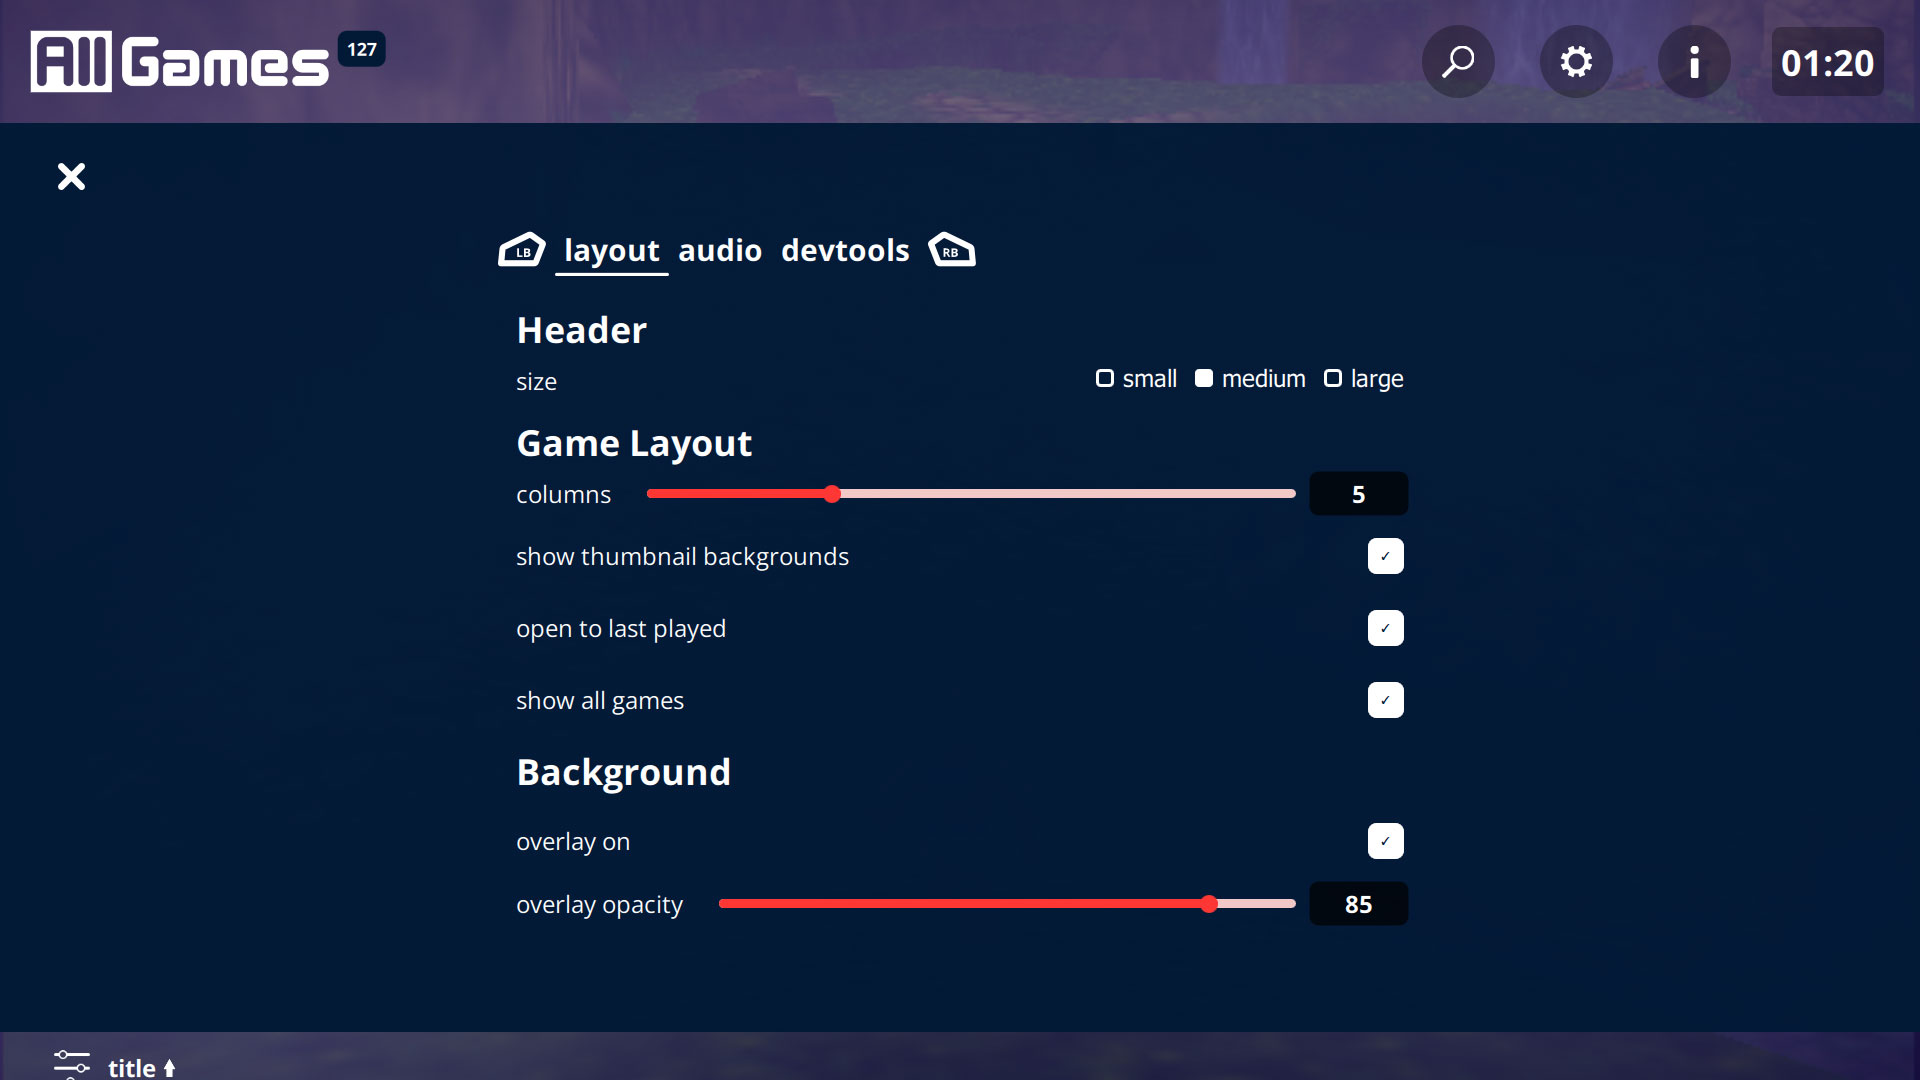 All Games 127
01:20
LB layout audio devtools RB
Header
size small medium large
Game Layout
columns 5
show thumbnail backgrounds ✓
open to last played ✓
show all games ✓
Background
overlay on ✓
overlay opacity 85
title